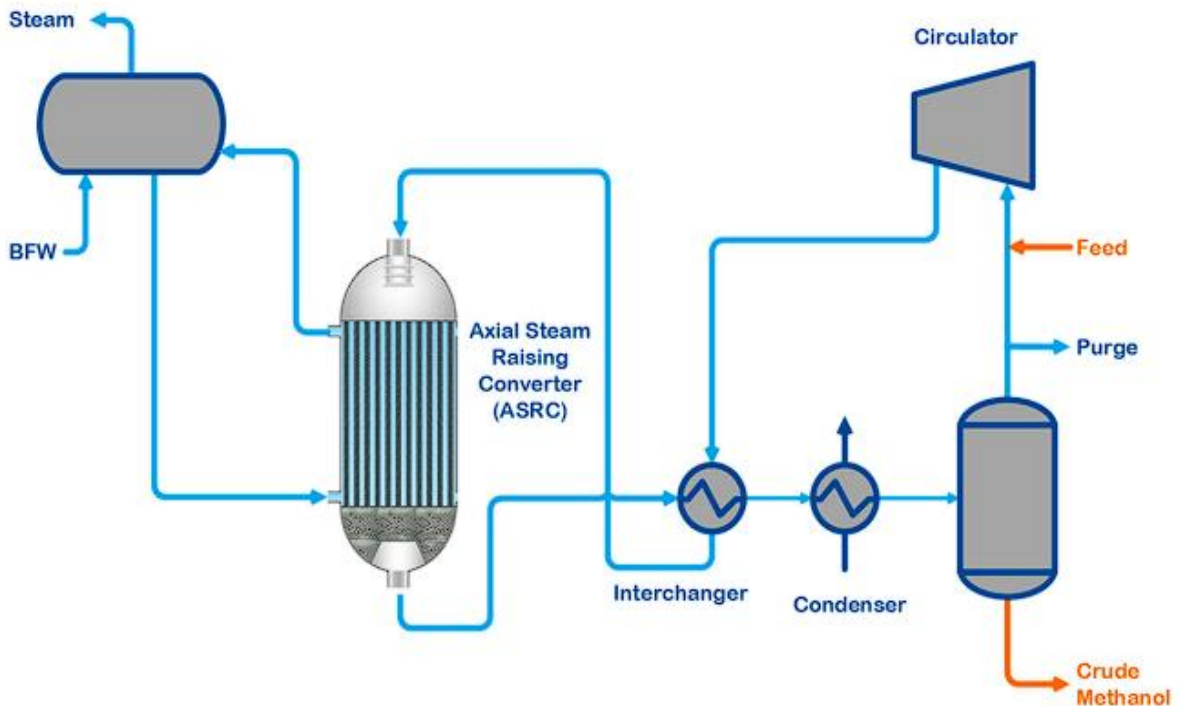 Steam
Circulator
BFW
Feed
Axial Steam
Raising
Converter
(ASRC)
Purge
Interchanger
Condenser
Crude
Methanol